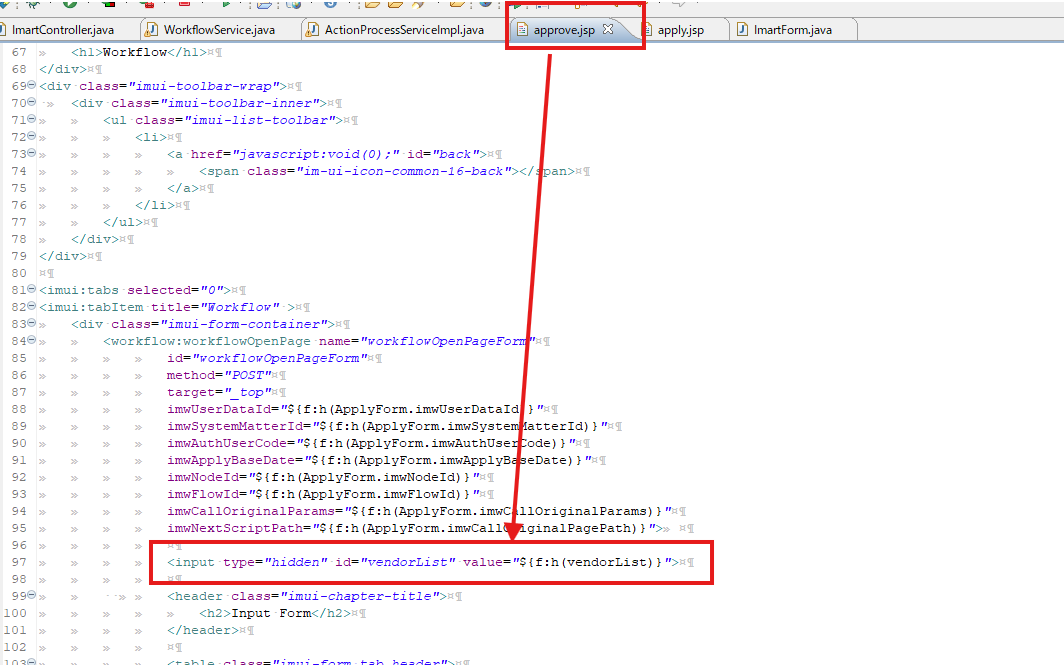 ImartController.java WorkflowService.java ActionProcessServiceImpl.java approve.jsp apply.jsp ImartForm.java
67 <h1>Workflow</h1>
68 </div>
69 <div class="imui-toolbar-wrap">
70 <div class="imui-toolbar-inner">
71 <ul class="imui-list-toolbar">
72 <li>
73 <a href="javascript:void(0);" id="back">
74 <span class="im-ui-icon-common-16-back"></span>
75 </a>
76 </li>
77 </ul>
78 </div>
79 </div>
80
81 <imui:tabs selected="0">
82 <imui:tabItem title="Workflow" >
83 <div class="imui-form-container">
84 <workflow:workflowOpenPage name="workflowOpenPageForm"
85 id="workflowOpenPageForm"
86 method="POST"
87 target="_top"
88 imwUserDataId="${f:h(ApplyForm.imwUserDataId)}"
89 imwSystemMatterId="${f:h(ApplyForm.imwSystemMatterId)}"
90 imwAuthUserCode="${f:h(ApplyForm.imwAuthUserCode)}"
91 imwApplyBaseDate="${f:h(ApplyForm.imwApplyBaseDate)}"
92 imwNodeId="${f:h(ApplyForm.imwNodeId)}"
93 imwFlowId="${f:h(ApplyForm.imwFlowId)}"
94 imwCallOriginalParams="${f:h(ApplyForm.imwCallOriginalParams)}"
95 imwNextScriptPath="${f:h(ApplyForm.imwCallOriginalPagePath)}">
96
97 <input type="hidden" id="vendorList" value="${f:h(vendorList)}">
98
99 <header class="imui-chapter-title">
100 <h2>Input Form</h2>
101 </header>
102
103 <table class="imui-form tab header">